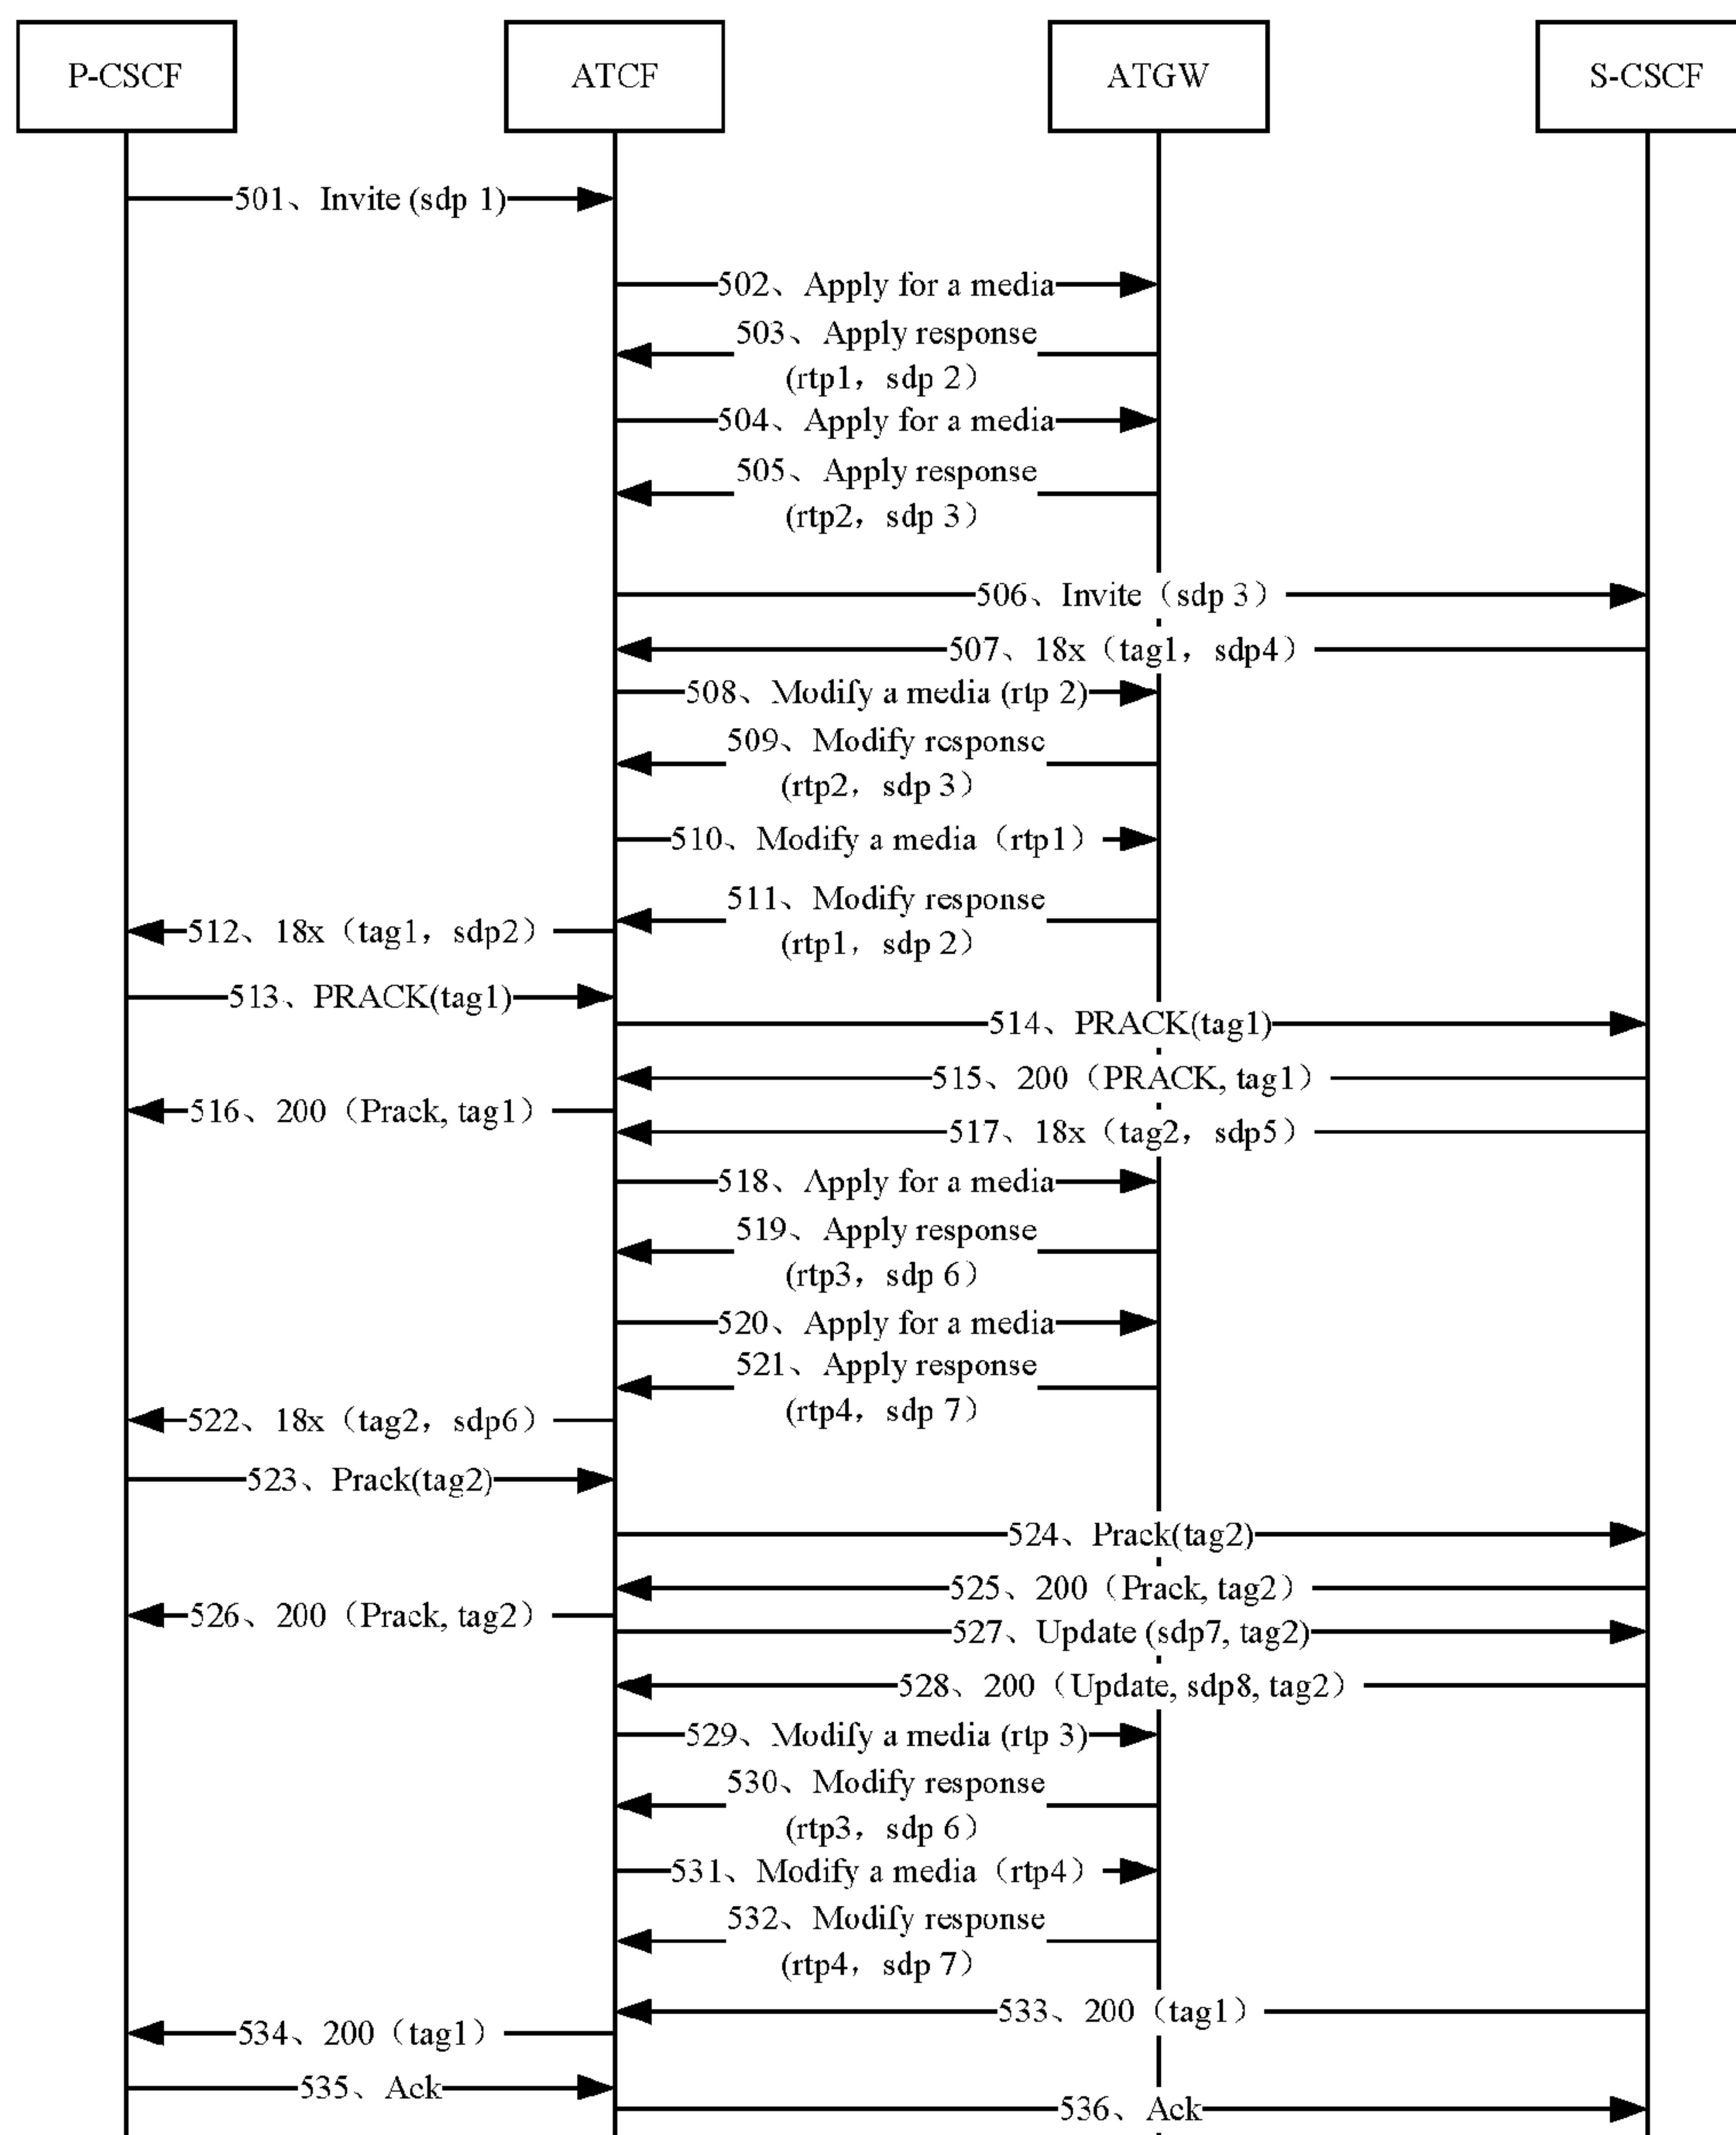 P-CSCF
ATCF
ATGW
S-CSCF
501、Invite (sdp 1)
502、Apply for a media
503、Apply response
(rtp1，sdp 2）
504、Apply for a media
505、Apply response
(rtp2，sdp 3）
506、Invite（sdp 3）
507、18x（tag1，sdp4）
508、Modify a media (rtp 2)
509、Modify response
(rtp2，sdp 3）
510、Modify a media（rtp1）
511、Modify response
(rtp1，sdp 2）
512、18x（tag1，sdp2）
513、PRACK(tag1)
514、PRACK(tag1)
515、200（PRACK, tag1）
516、200（Prack, tag1）
517、18x（tag2，sdp5）
518、Apply for a media
519、Apply response
(rtp3，sdp 6）
520、Apply for a media
521、Apply response
(rtp4，sdp 7）
522、18x（tag2，sdp6）
523、Prack(tag2)
524、Prack(tag2)
525、200（Prack, tag2）
526、200（Prack, tag2）
527、Update (sdp7, tag2)
528、200（Update, sdp8, tag2）
529、Modify a media (rtp 3)
530、Modify response
(rtp3，sdp 6）
531、Modify a media（rtp4）
532、Modify response
(rtp4，sdp 7）
533、200（tag1）
534、200（tag1）
535、Ack
536、Ack